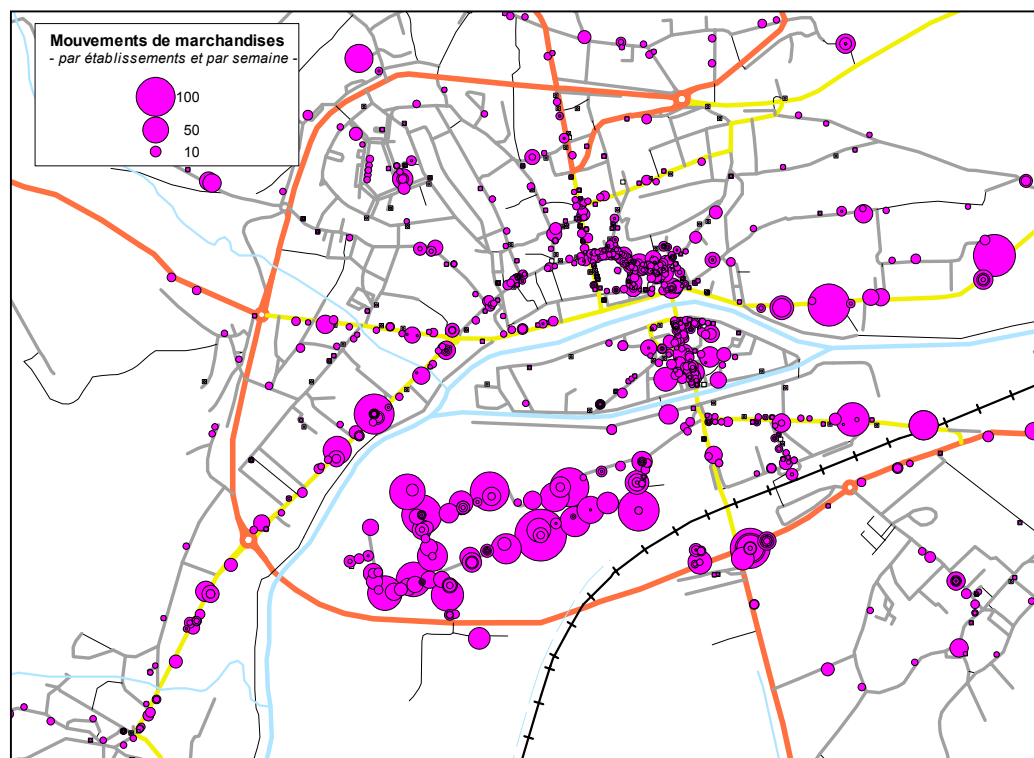 Mouvements de marchandises
- par établissements et par semaine -
100
50
10